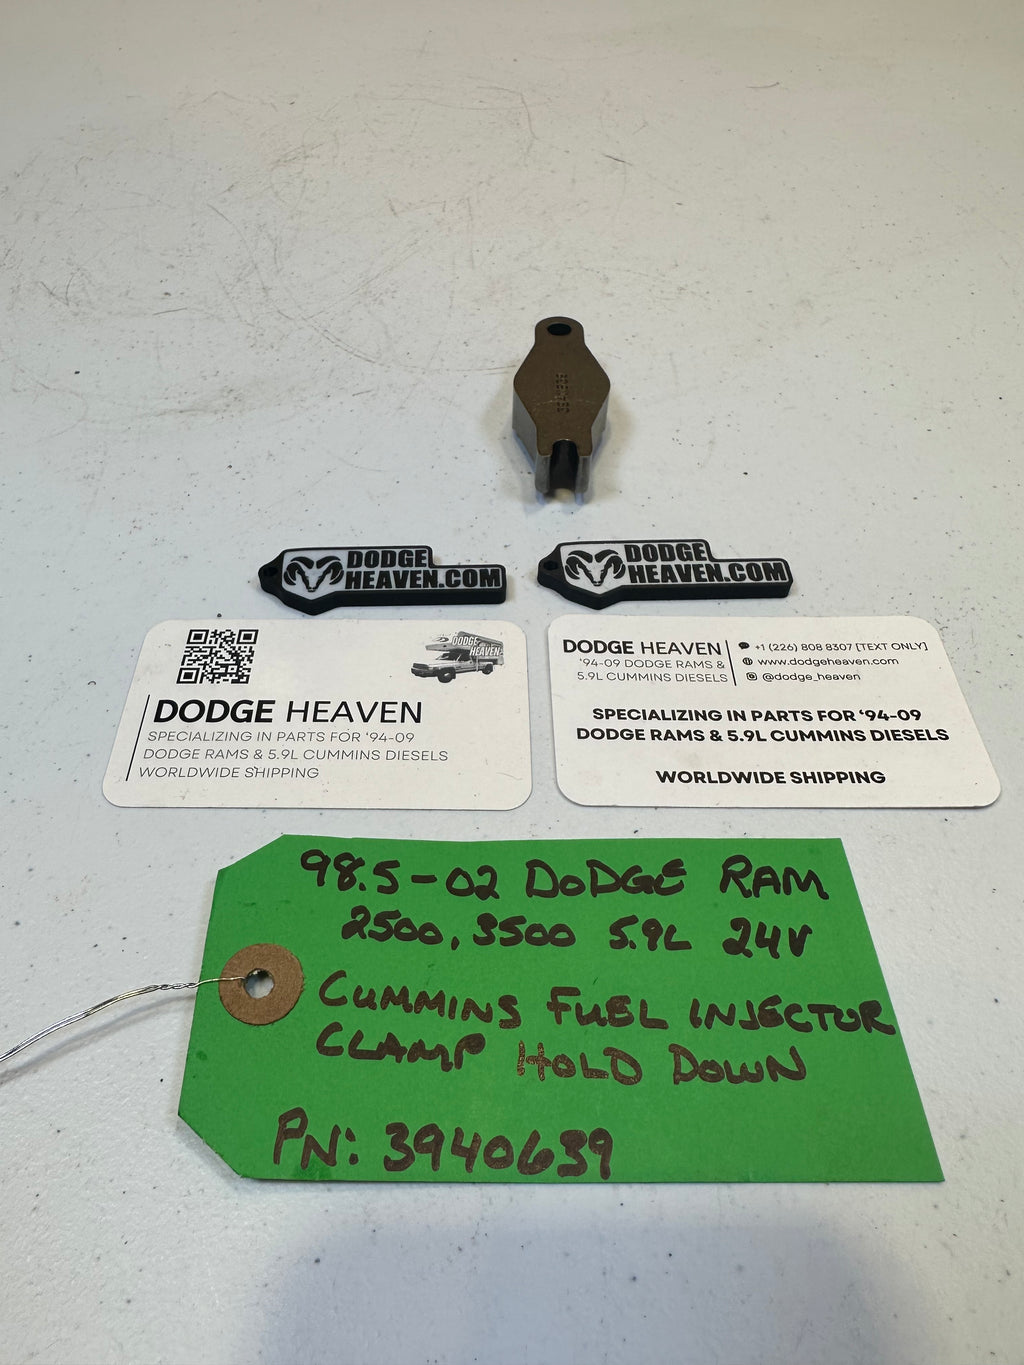 DODGE
HEAVEN.COM
DODGE
HEAVEN.COM
DODGE
HEAVEN
DODGE HEAVEN
SPECIALIZING IN PARTS FOR '94-09
DODGE RAMS & 5.9L CUMMINS DIESELS
WORLDWIDE SHIPPING
DODGE HEAVEN
'94-09 DODGE RAMS &
5.9L CUMMINS DIESELS
+1 (226) 808 8307 [TEXT ONLY]
www.dodgeheaven.com
@dodge_heaven
SPECIALIZING IN PARTS FOR '94-09
DODGE RAMS & 5.9L CUMMINS DIESELS
WORLDWIDE SHIPPING
98.5-02 DODGE RAM
2500, 3500 5.9L 24V
CUMMINS FUEL INJECTOR
CLAMP HOLD DOWN
PN: 3940639